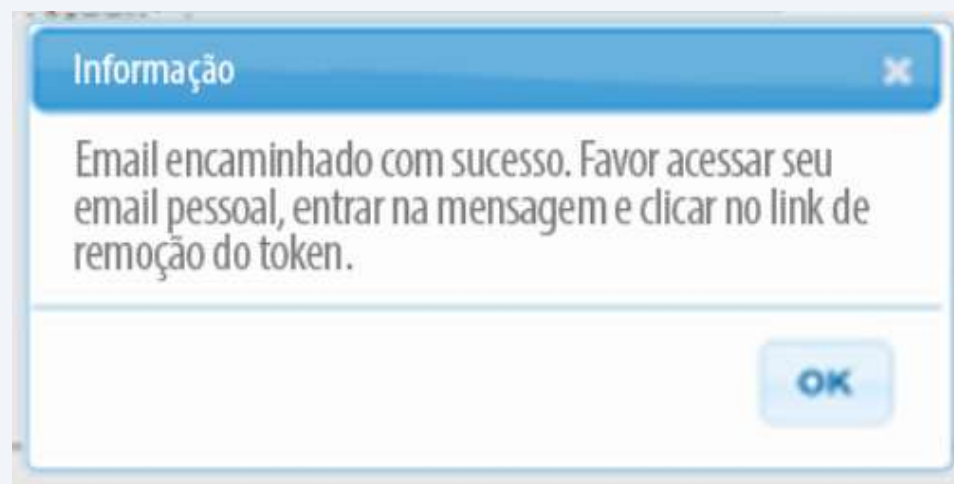 Informação
Email encaminhado com sucesso. Favor acessar seu
email pessoal, entrar na mensagem e clicar no link de
remoção do token.
OK